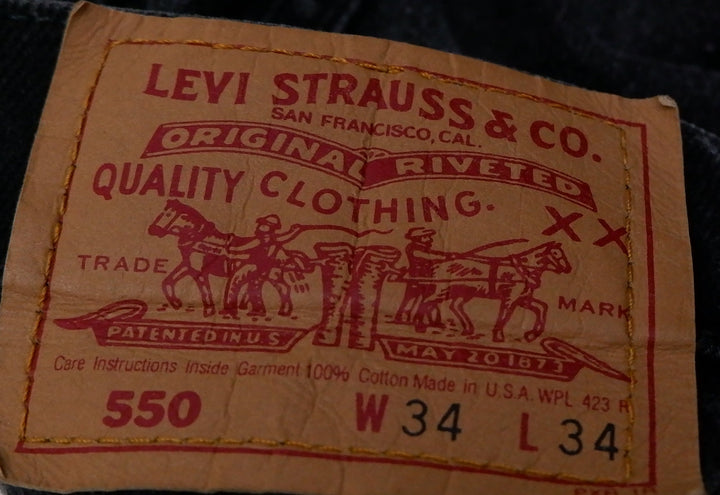 LEVI STRAUSS & CO.
SAN FRANCISCO, CAL.
ORIGINAL RIVETED
QUALITY CLOTHING.
XX
TRADE MARK
PATENTED IN U S MAY 20 1873
Care Instructions Inside Garment 100% Cotton Made in U.S.A. WPL 423
550 W 34 L 34